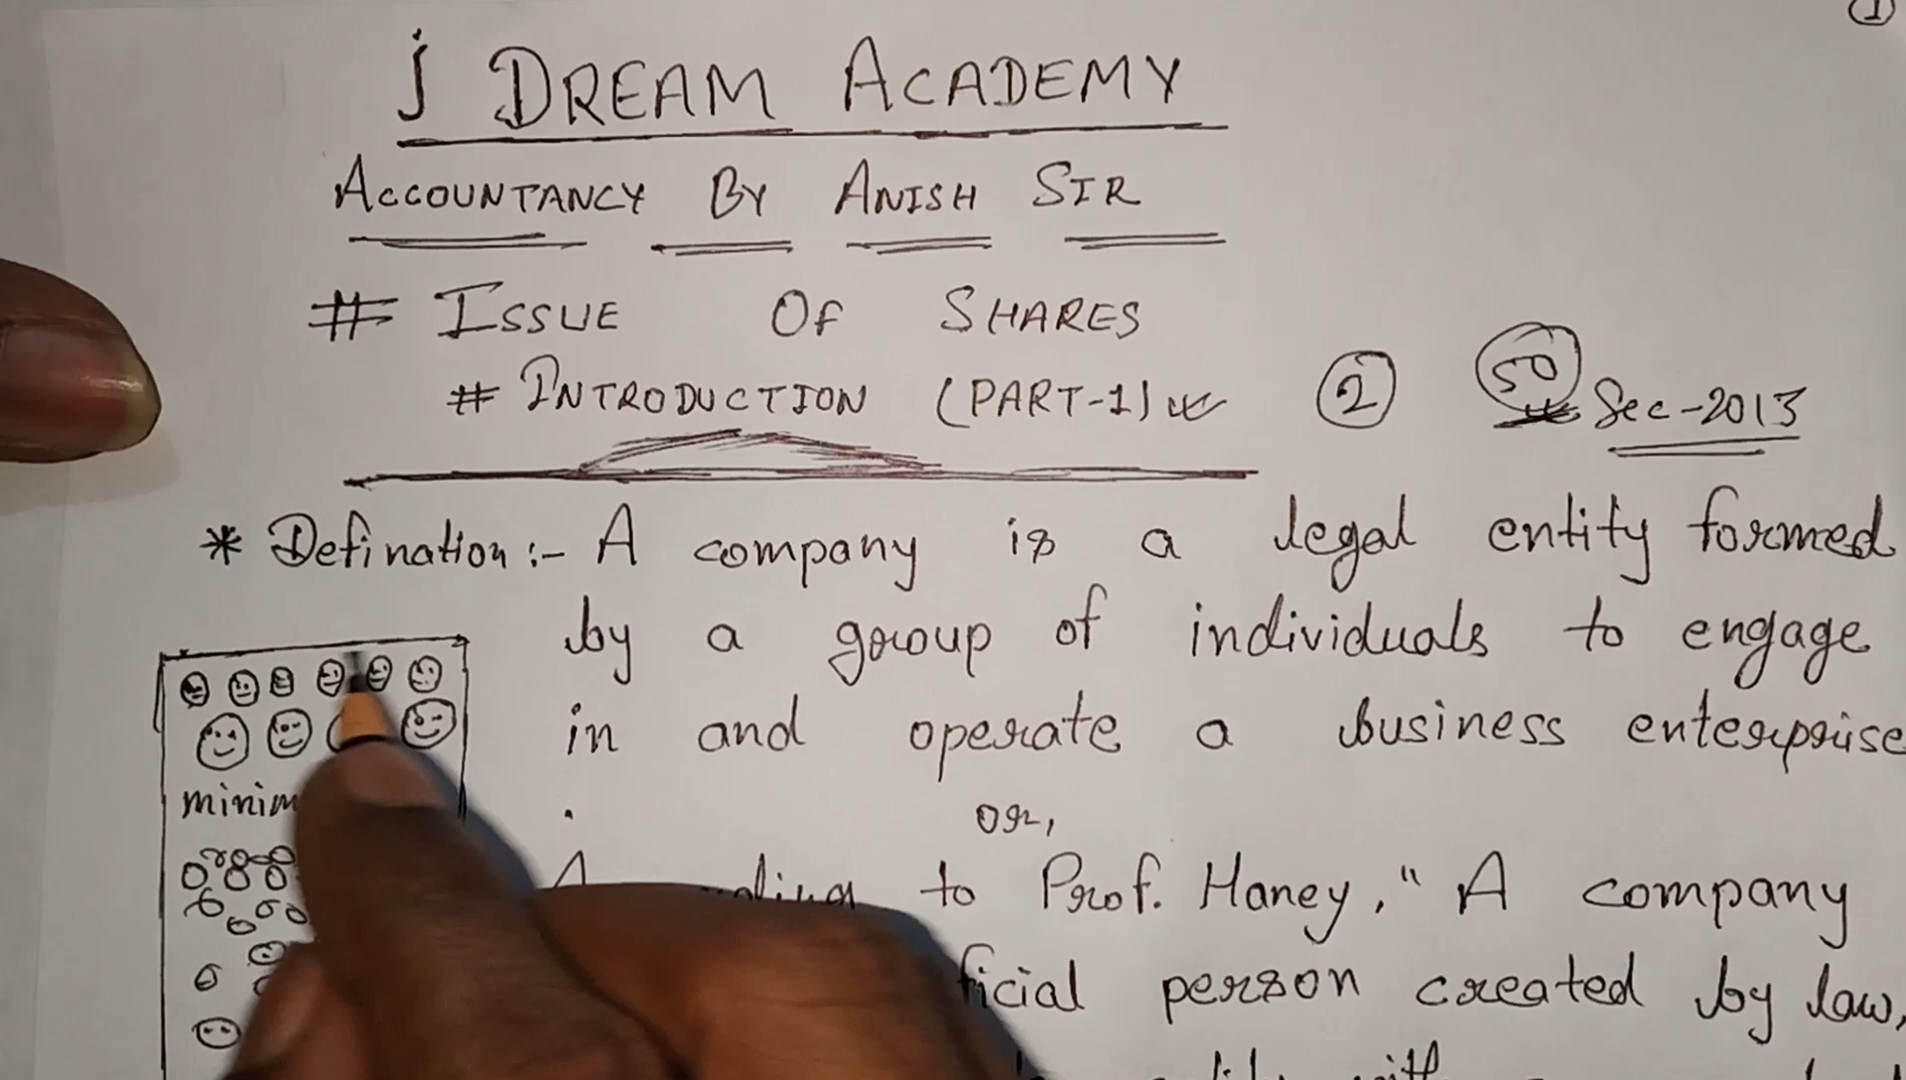 1
j DREAM ACADEMY
ACCOUNTANCY BY ANISH SIR
# ISSUE OF SHARES
# INTRODUCTION (PART-1)
2 50 Sec-2013
* Defination :- A company is a legal entity formed
by a group of individuals to engage
in and operate a business enterprise
. or,
to Prof. Haney, " A company
person created by law,